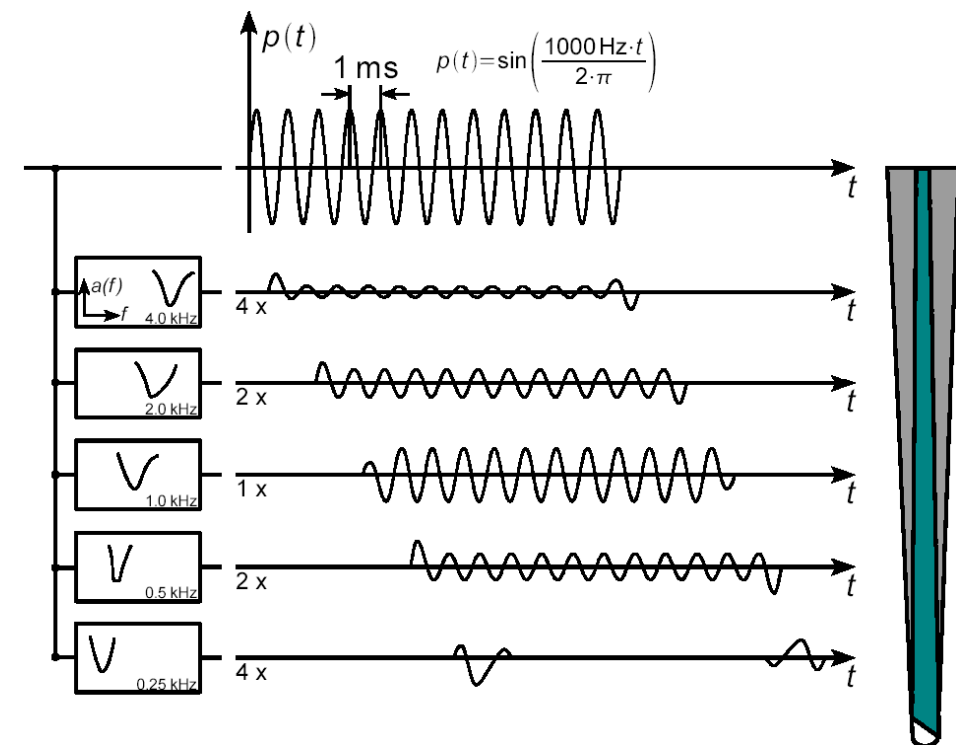 p(t)
1 ms
p(t)=sin(1000 Hz·t / 2·π)
t
a(f)
f
4.0 kHz
4 x
t
2.0 kHz
2 x
t
1.0 kHz
1 x
t
0.5 kHz
2 x
t
0.25 kHz
4 x
t